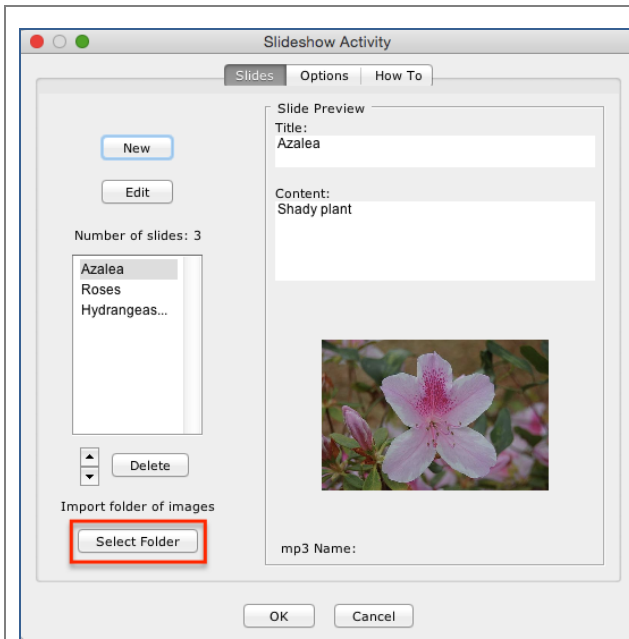 Slideshow Activity
Slides Options How To
New
Edit
Number of slides: 3
Azalea
Roses
Hydrangeas...
Delete
Import folder of images
Select Folder
Slide Preview
Title:
Azalea
Content:
Shady plant
mp3 Name:
OK Cancel